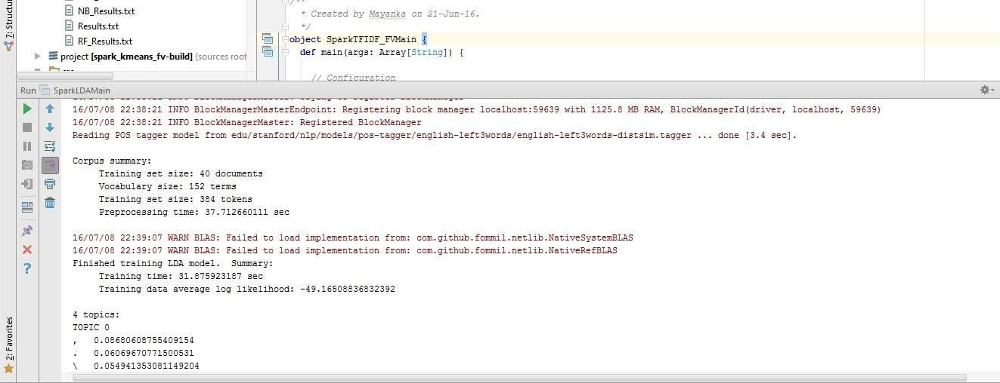 7: Structure
NB_Results.txt
Results.txt
RF_Results.txt
project [spark_kmeans_fv-build] (sources root
src
/**
* Created by Mayanka on 21-Jun-16.
*/
object SparkTFIDF_FVMain {
def main(args: Array[String]) {
// Configuration
Run SparkLDAMain
16/07/08 22:38:21 INFO BlockManagerMasterEndpoint: Registering block manager localhost:59639 with 1125.8 MB RAM, BlockManagerId(driver, localhost, 59639)
16/07/08 22:38:21 INFO BlockManagerMaster: Registered BlockManager
Reading POS tagger model from edu/stanford/nlp/models/pos-tagger/english-left3words/english-left3words-distsim.tagger ... done [3.4 sec].
Corpus summary:
Training set size: 40 documents
Vocabulary size: 152 terms
Training set size: 384 tokens
Preprocessing time: 37.712660111 sec
16/07/08 22:39:07 WARN BLAS: Failed to load implementation from: com.github.fommil.netlib.NativeSystemBLAS
16/07/08 22:39:07 WARN BLAS: Failed to load implementation from: com.github.fommil.netlib.NativeRefBLAS
Finished training LDA model.  Summary:
Training time: 31.875923187 sec
Training data average log likelihood: -49.16508836832392
4 topics:
TOPIC 0
, 0.08680608755409154
. 0.06069670771500531
\ 0.054941353081149204
2: Favorites